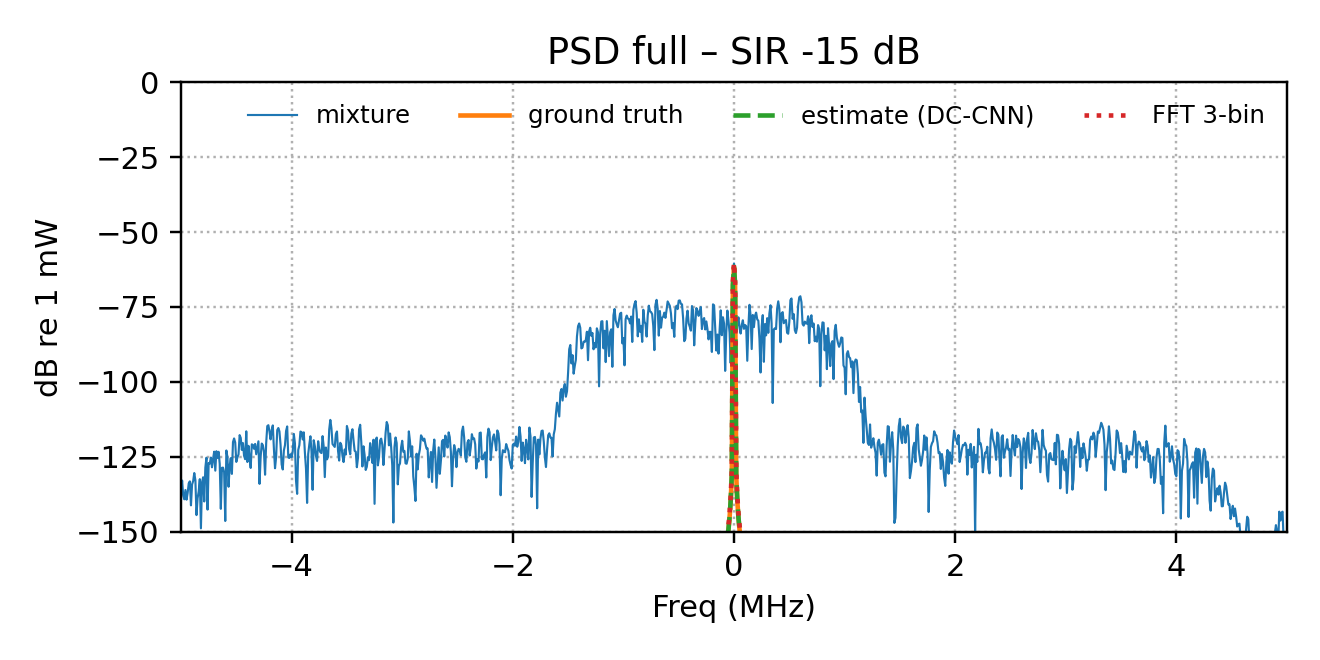 PSD full – SIR -15 dB
mixture ground truth estimate (DC-CNN) FFT 3-bin
0
−25
−50
−75
−100
−125
−150
dB re 1 mW
−4 −2 0 2 4
Freq (MHz)